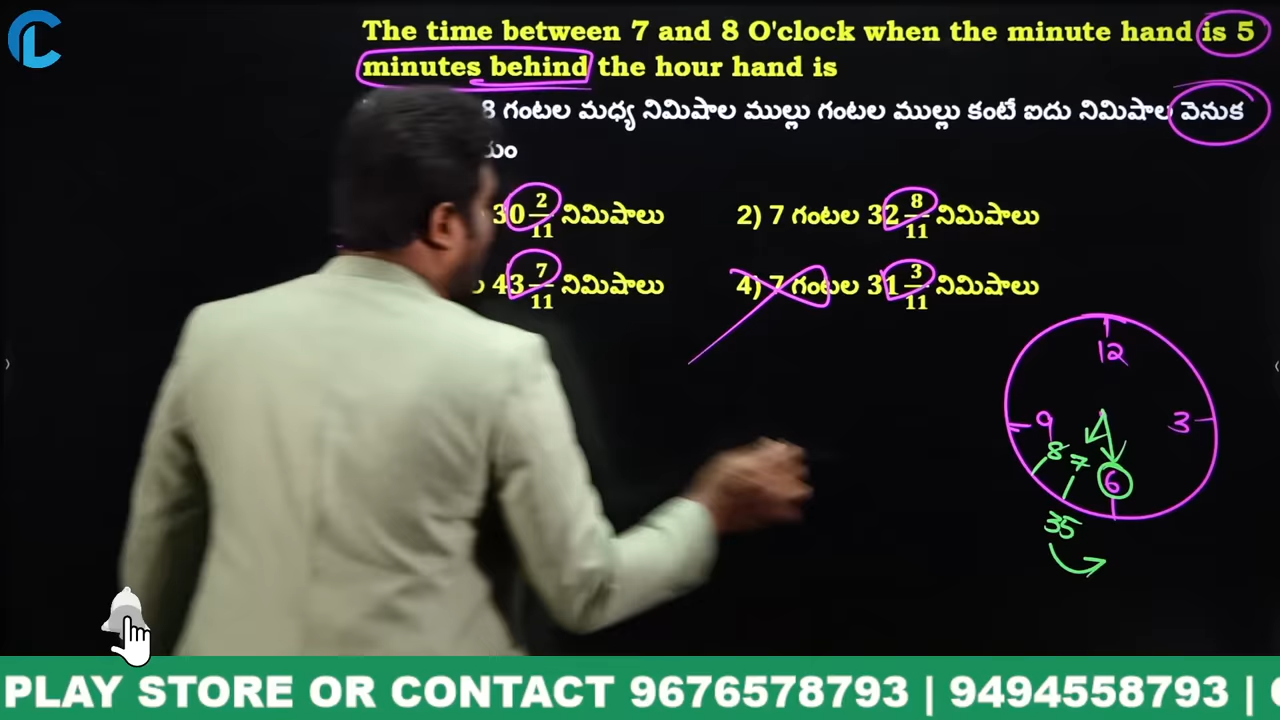 The time between 7 and 8 O'clock when the minute hand is 5
minutes behind the hour hand is
8 గంటల మధ్య నిమిషాల ముల్లు గంటల ముల్లు కంటే ఐదు నిమిషాల వెనుక
30 2/11 నిమిషాలు
2) 7 గంటల 32 8/11 నిమిషాలు
43 7/11 నిమిషాలు
4) 7 గంటల 31 3/11 నిమిషాలు
12
9
3
8
7
6
35
PLAY STORE OR CONTACT 9676578793 | 9494558793 |